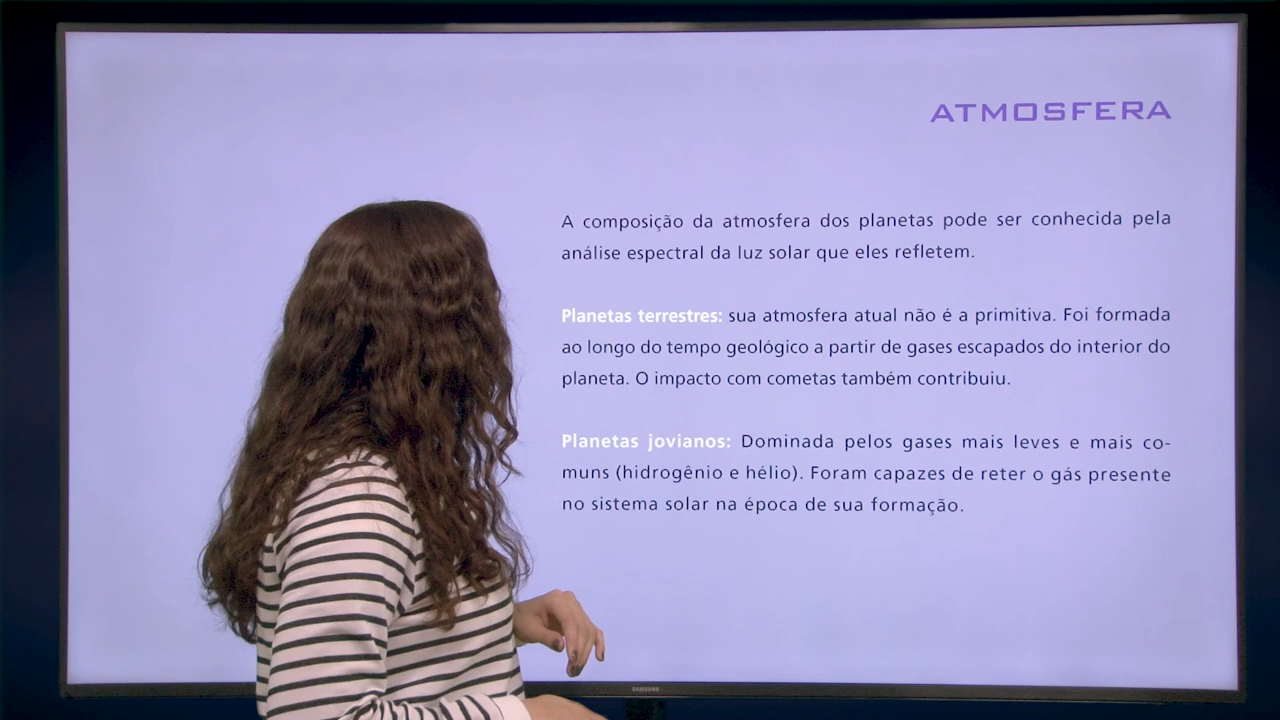 ATMOSFERA
A composição da atmosfera dos planetas pode ser conhecida pela
análise espectral da luz solar que eles refletem.
Planetas terrestres: sua atmosfera atual não é a primitiva. Foi formada
ao longo do tempo geológico a partir de gases escapados do interior do
planeta. O impacto com cometas também contribuiu.
Planetas jovianos: Dominada pelos gases mais leves e mais co-
muns (hidrogênio e hélio). Foram capazes de reter o gás presente
no sistema solar na época de sua formação.
SAMSUNG